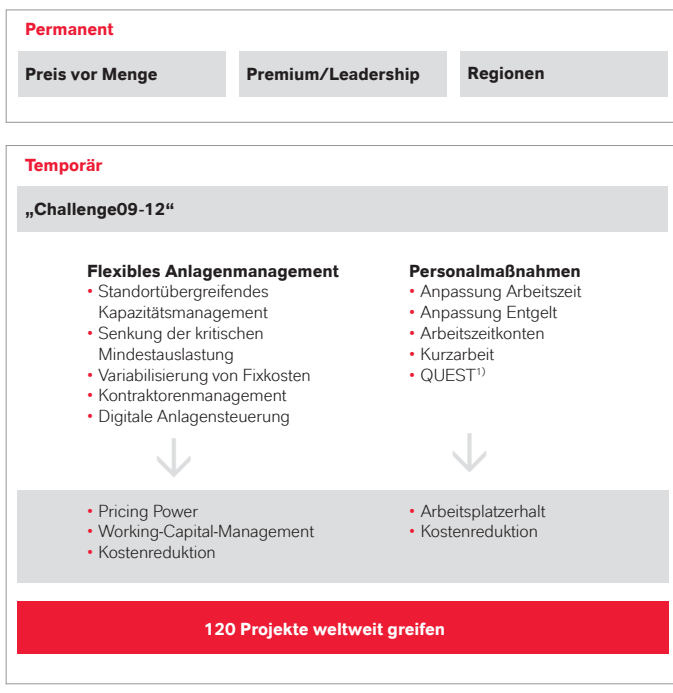 Permanent
Preis vor Menge
Premium/Leadership
Regionen
Temporär
„Challenge09-12“
Flexibles Anlagenmanagement
• Standortübergreifendes
Kapazitätsmanagement
• Senkung der kritischen
Mindestauslastung
• Variabilisierung von Fixkosten
• Kontraktorenmanagement
• Digitale Anlagensteuerung
Personalmaßnahmen
• Anpassung Arbeitszeit
• Anpassung Entgelt
• Arbeitszeitkonten
• Kurzarbeit
• QUEST¹⁾
• Pricing Power
• Working-Capital-Management
• Kostenreduktion
• Arbeitsplatzerhalt
• Kostenreduktion
120 Projekte weltweit greifen